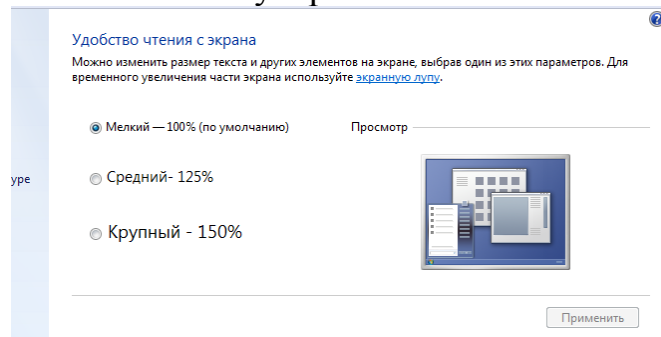 Удобство чтения с экрана
Можно изменить размер текста и других элементов на экране, выбрав один из этих параметров. Для
временного увеличения части экрана используйте экранную лупу.
Мелкий — 100% (по умолчанию)
Просмотр
ype
Средний- 125%
Крупный - 150%
Применить